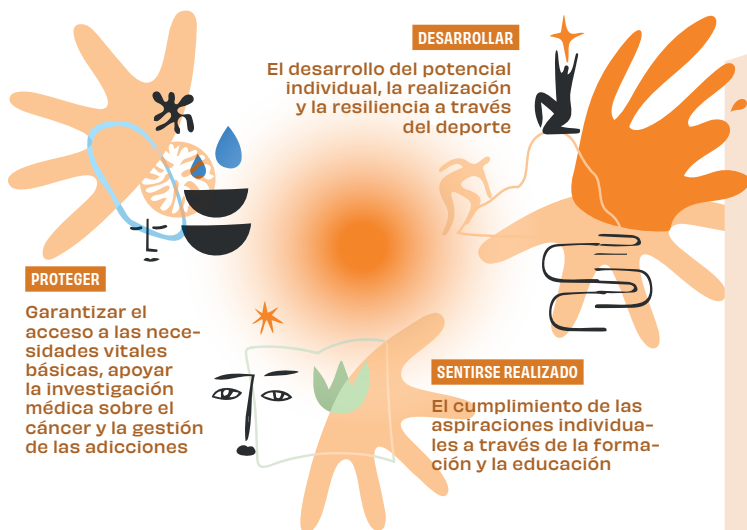 DESARROLLAR
El desarrollo del potencial
individual, la realización
y la resiliencia a través
del deporte
PROTEGER
Garantizar el
acceso a las nece-
sidades vitales
básicas, apoyar
la investigación
médica sobre el
cáncer y la gestión
de las adicciones
SENTIRSE REALIZADO
El cumplimiento de las
aspiraciones individua-
les a través de la forma-
ción y la educación